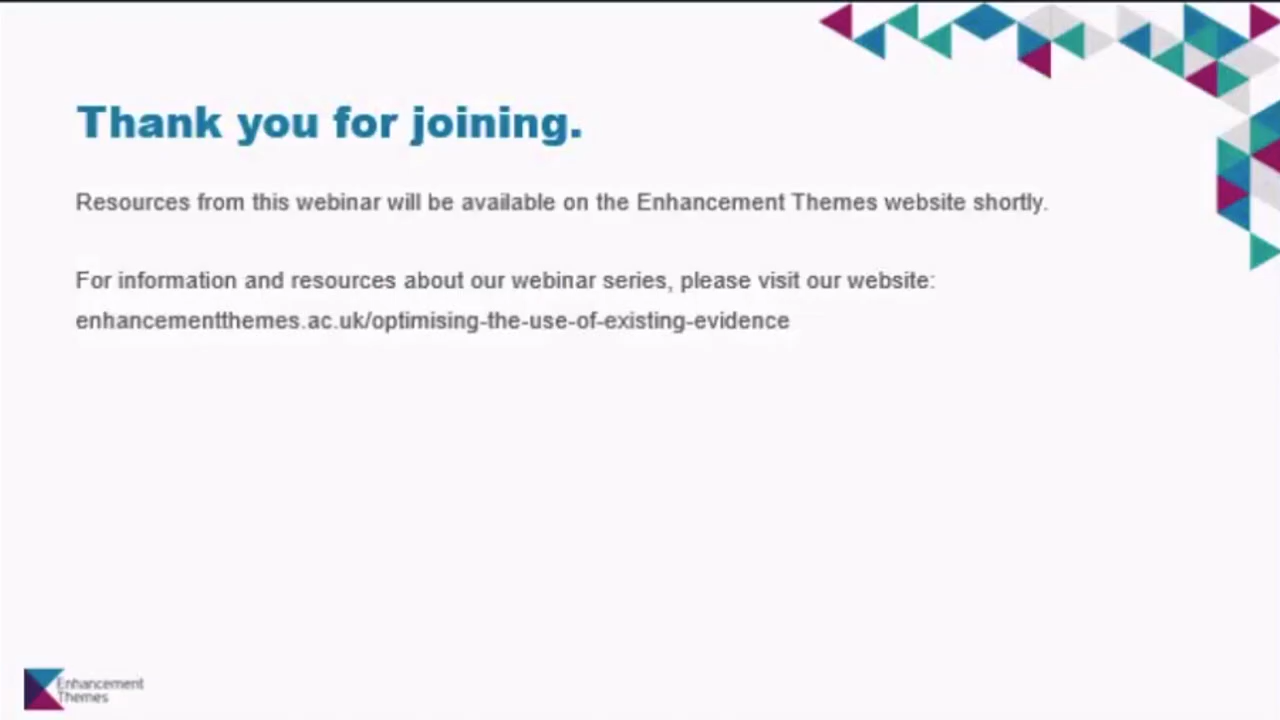 Thank you for joining.
Resources from this webinar will be available on the Enhancement Themes website shortly.
For information and resources about our webinar series, please visit our website:
enhancementthemes.ac.uk/optimising-the-use-of-existing-evidence
Enhancement
Themes